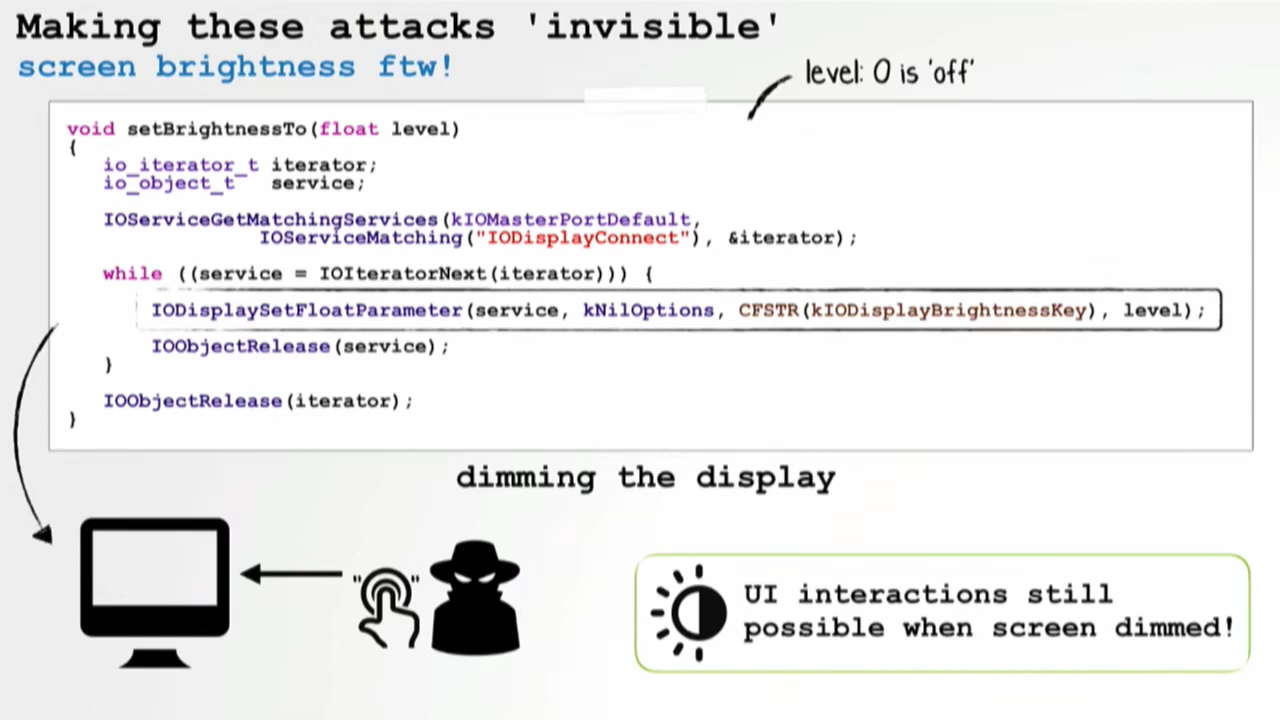 Making these attacks 'invisible'
screen brightness ftw!
level: 0 is 'off'
void setBrightnessTo(float level)
{
io_iterator_t iterator;
io_object_t service;
IOServiceGetMatchingServices(kIOMasterPortDefault,
IOServiceMatching("IODisplayConnect"), &iterator);
while ((service = IOIteratorNext(iterator))) {
IODisplaySetFloatParameter(service, kNilOptions, CFSTR(kIODisplayBrightnessKey), level);
IOObjectRelease(service);
}
IOObjectRelease(iterator);
}
dimming the display
" "
UI interactions still
possible when screen dimmed!